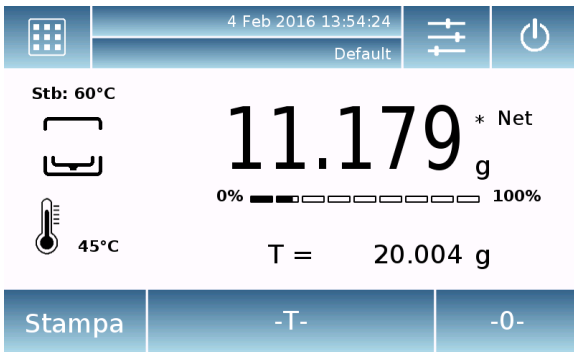 4 Feb 2016 13:54:24
Default
Stb: 60°C
11.179 * Net
g
0% 100%
45°C
T = 20.004 g
Stampa -T- -0-